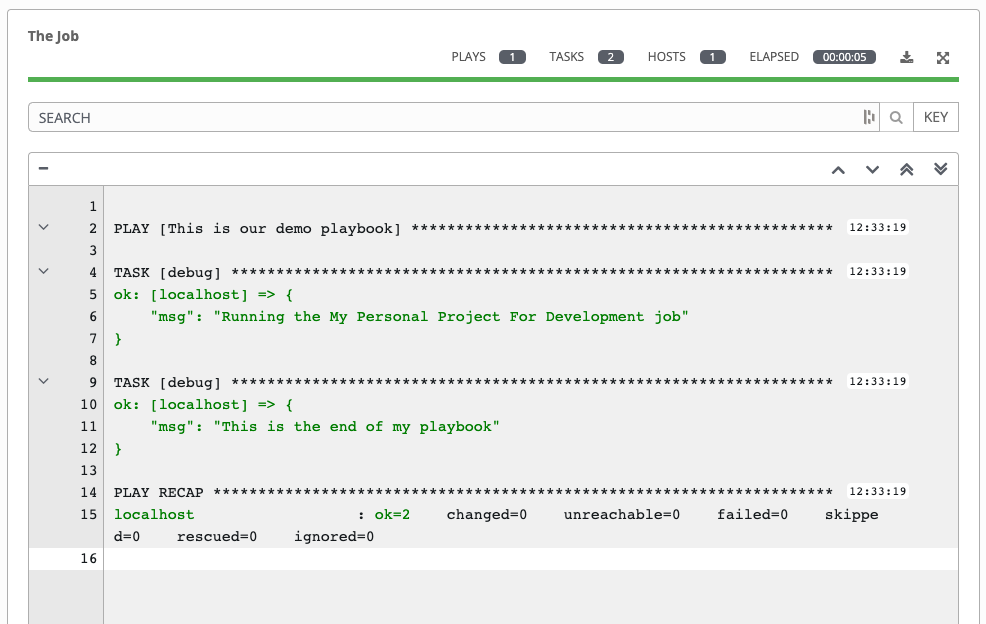 The Job
PLAYS 1 TASKS 2 HOSTS 1 ELAPSED 00:00:05
SEARCH KEY
1
2 PLAY [This is our demo playbook] *********************************************** 12:33:19
3
4 TASK [debug] ******************************************************************* 12:33:19
5 ok: [localhost] => {
6     "msg": "Running the My Personal Project For Development job"
7 }
8
9 TASK [debug] ******************************************************************* 12:33:19
10 ok: [localhost] => {
11     "msg": "This is the end of my playbook"
12 }
13
14 PLAY RECAP ********************************************************************* 12:33:19
15 localhost                  : ok=2    changed=0    unreachable=0    failed=0    skippe
d=0    rescued=0    ignored=0
16